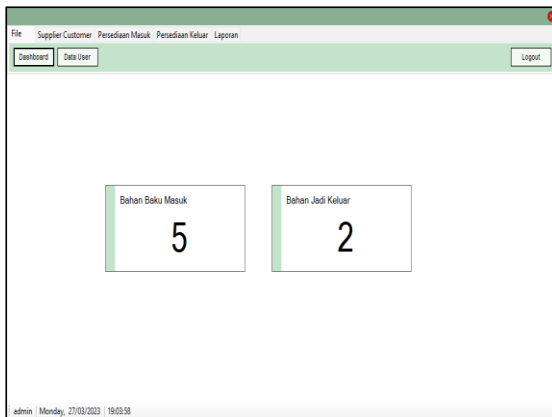 File Supplier Customer Persediaan Masuk Persediaan Keluar Laporan
Dashboard Data User Logout
Bahan Baku Masuk Bahan Jadi Keluar
5 2
admin Monday, 27/03/2023 19:03:58